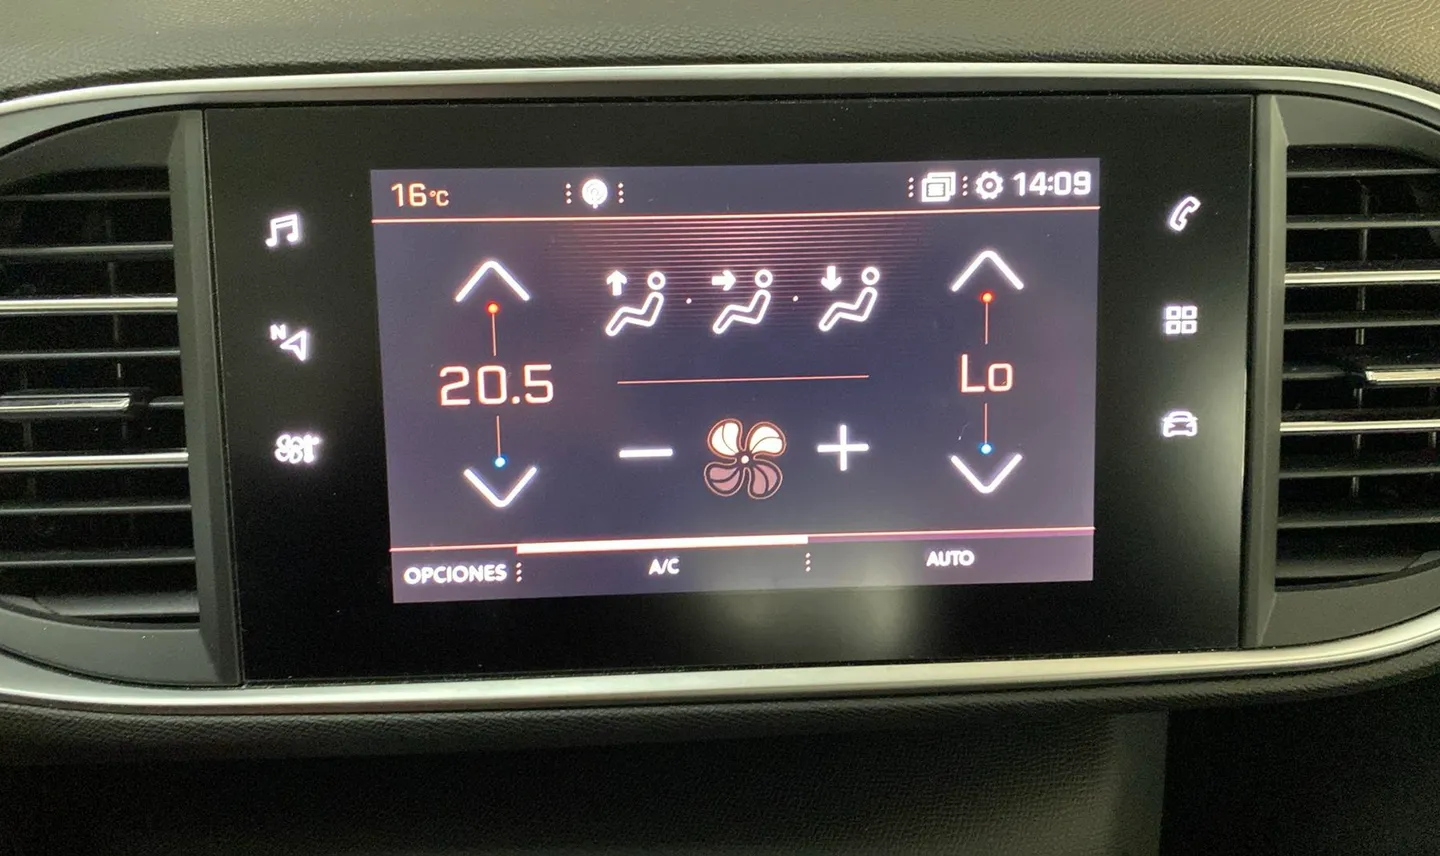 16°C
14:09
N
20.5
Lo
OPCIONES
A/C
AUTO